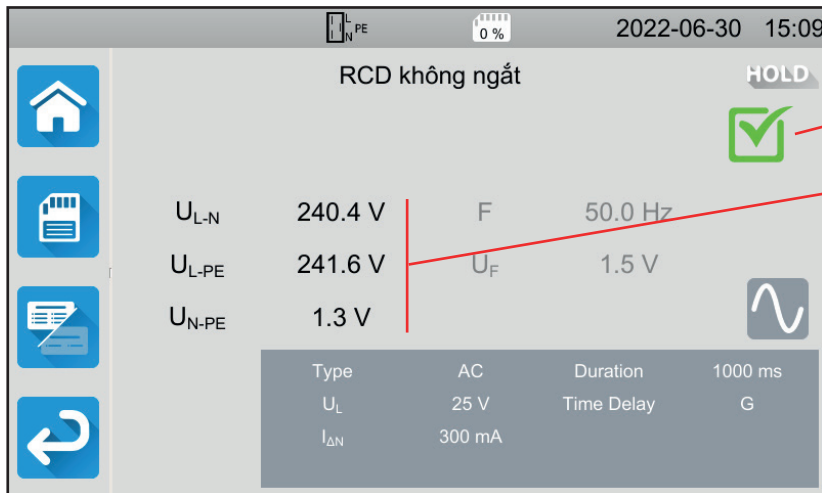 L N PE 0 % 2022-06-30 15:09
RCD không ngắt HOLD
UL-N 240.4 V F 50.0 Hz
UL-PE 241.6 V UF 1.5 V
UN-PE 1.3 V
Type AC Duration 1000 ms
UL 25 V Time Delay G
IΔN 300 mA